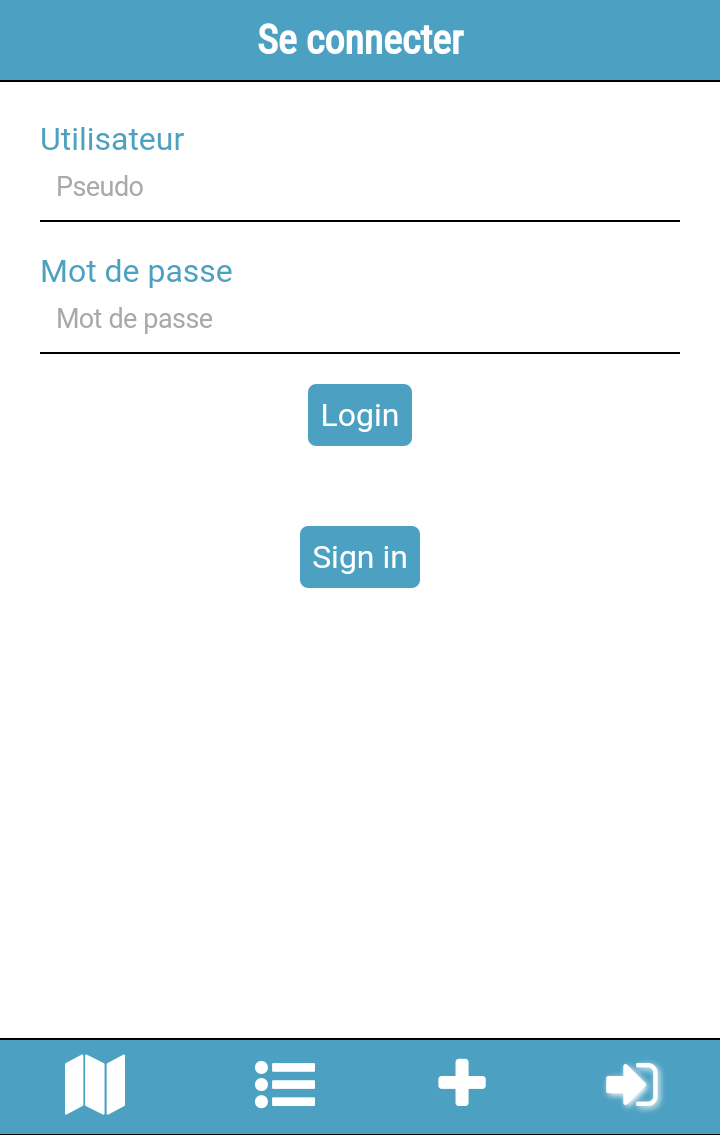 Se connecter
Utilisateur
Pseudo
Mot de passe
Mot de passe
Login
Sign in